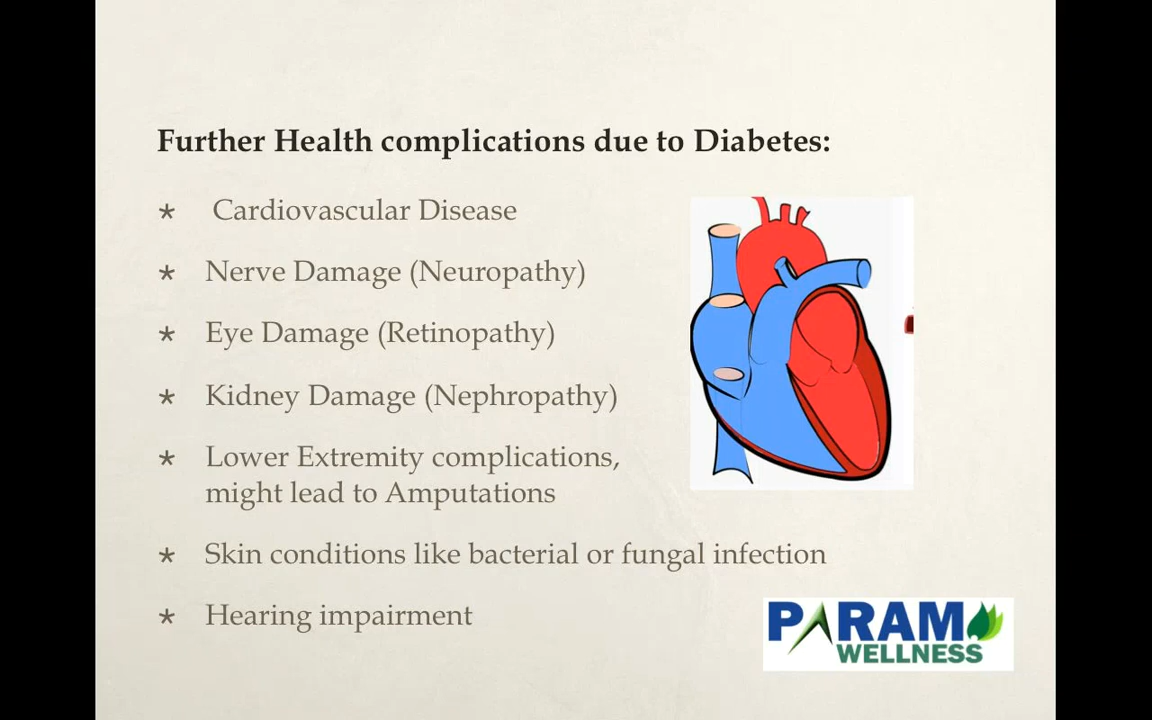 Further Health complications due to Diabetes:
* Cardiovascular Disease
* Nerve Damage (Neuropathy)
* Eye Damage (Retinopathy)
* Kidney Damage (Nephropathy)
* Lower Extremity complications,
might lead to Amputations
* Skin conditions like bacterial or fungal infection
* Hearing impairment
PARAM
WELLNESS